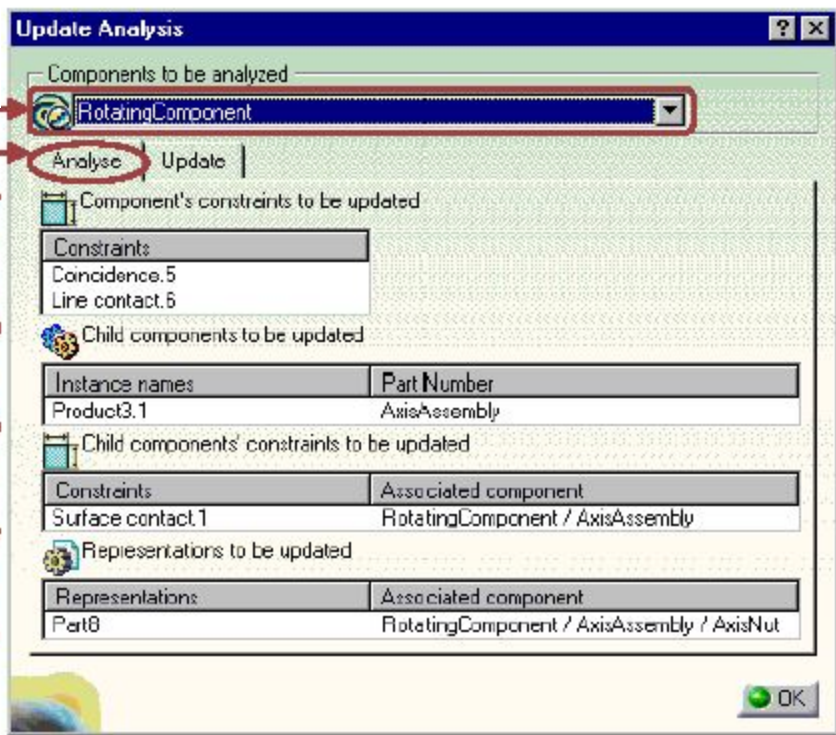 Update Analysis
Components to be analyzed
RotatingComponent
Analyse Update
Component's constraints to be updated
Constraints
Coincidence.5
Line contact.6
Child components to be updated
Instance names Part Number
Product3.1 AxisAssembly
Child components' constraints to be updated
Constraints Associated component
Surface contact.1 RotatingComponent / AxisAssembly
Representations to be updated
Representations Associated component
Part8 RotatingComponent / AxisAssembly / AxisNut
OK